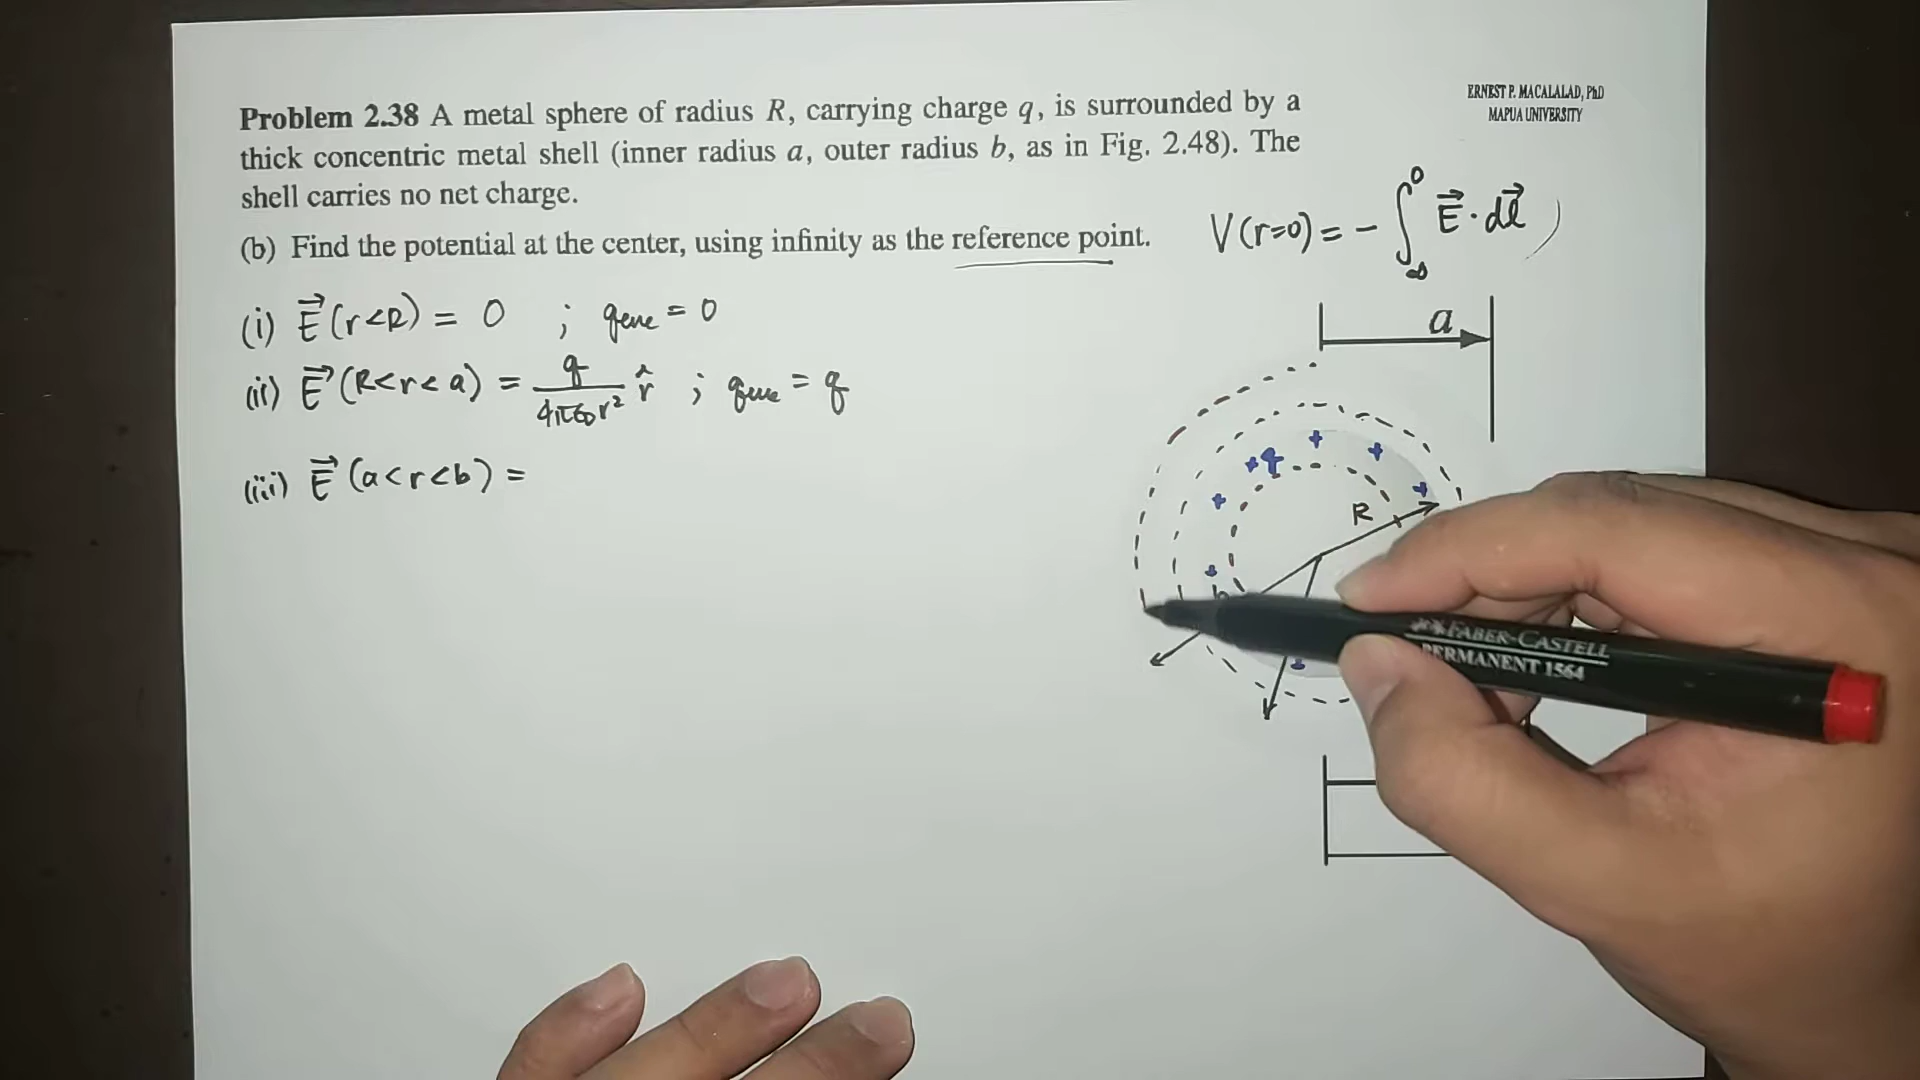 Problem 2.38 A metal sphere of radius R, carrying charge q, is surrounded by a
thick concentric metal shell (inner radius a, outer radius b, as in Fig. 2.48). The
shell carries no net charge.
(b) Find the potential at the center, using infinity as the reference point.
ERNEST P. MACALALAD, PhD
MAPUA UNIVERSITY
V(r=0) = - ∫_∞^0 E⃗ · dl⃗
(i) E⃗ (r<R) = 0 ; qenc = 0
(ii) E⃗ (R<r<a) = q/4πε0r² r̂ ; qenc = q
(iii) E⃗ (a<r<b) =
a
+ + + + + + q
R
b
FABER-CASTELL
PERMANENT 1564